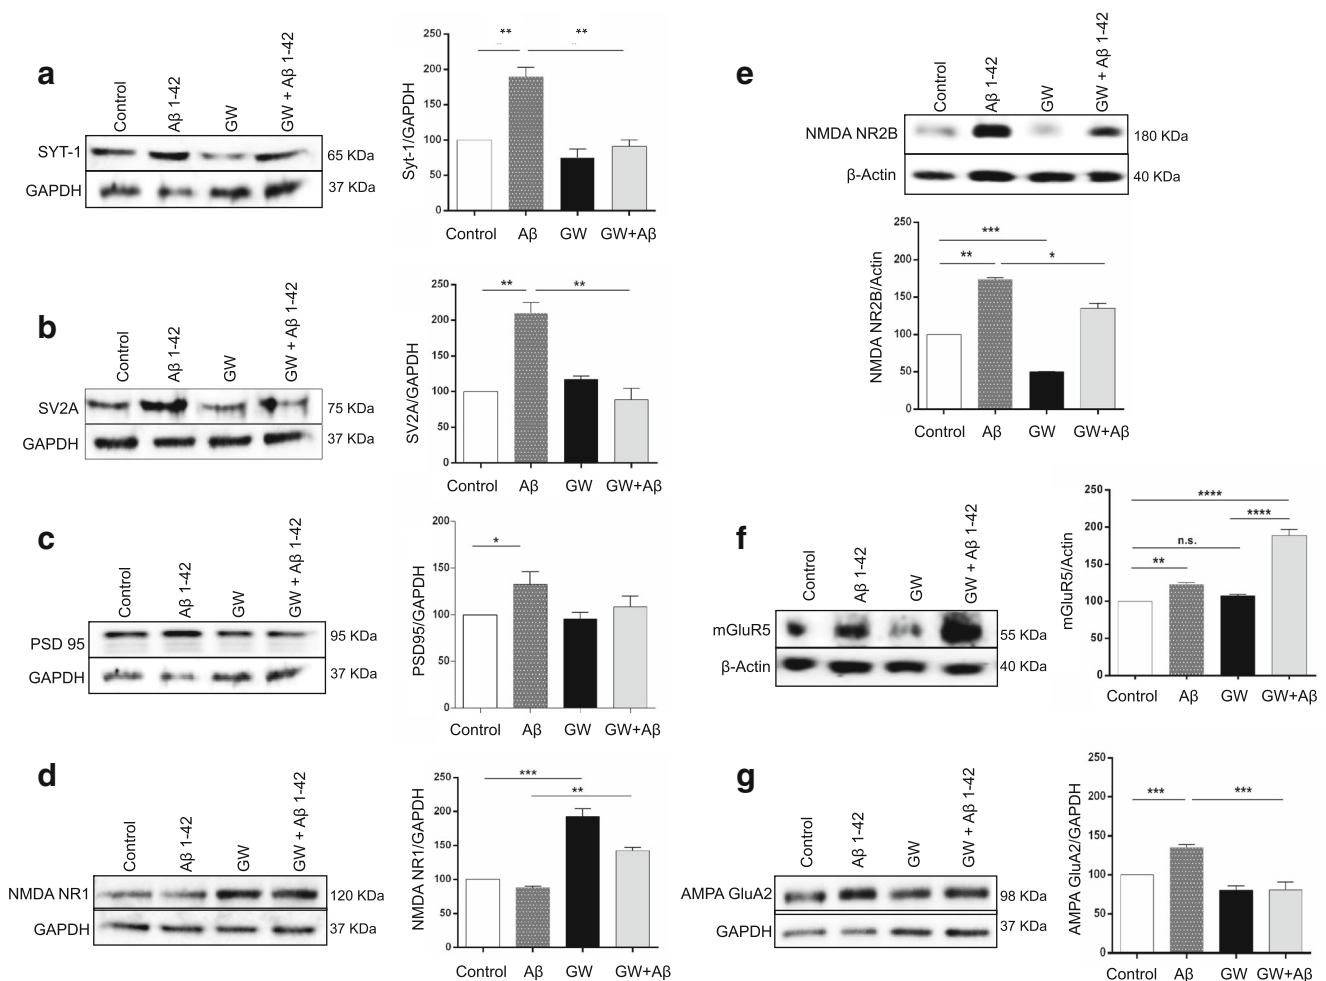 a
Control
Aβ 1-42
GW
GW + Aβ 1-42
SYT-1
65 KDa
GAPDH
37 KDa
Syt-1/GAPDH
250
200
150
100
50
0
**
**
Control
Aβ
GW
GW+Aβ
b
Control
Aβ 1-42
GW
GW + Aβ 1-42
SV2A
75 KDa
GAPDH
37 KDa
SV2A/GAPDH
250
200
150
100
50
0
**
**
Control
Aβ
GW
GW+Aβ
c
Control
Aβ 1-42
GW
GW + Aβ 1-42
PSD 95
95 KDa
GAPDH
37 KDa
PSD95/GAPDH
200
150
100
50
0
*
Control
Aβ
GW
GW+Aβ
d
Control
Aβ 1-42
GW
GW + Aβ 1-42
NMDA NR1
120 KDa
GAPDH
37 KDa
NMDA NR1/GAPDH
250
200
150
100
50
0
***
**
Control
Aβ
GW
GW+Aβ
e
Control
Aβ 1-42
GW
GW + Aβ 1-42
NMDA NR2B
180 KDa
β-Actin
40 KDa
NMDA NR2B/Actin
250
200
150
100
50
0
***
**
*
Control
Aβ
GW
GW+Aβ
f
Control
Aβ 1-42
GW
GW + Aβ 1-42
mGluR5
55 KDa
β-Actin
40 KDa
mGluR5/Actin
250
200
150
100
50
0
****
****
n.s.
**
Control
Aβ
GW
GW+Aβ
g
Control
Aβ 1-42
GW
GW + Aβ 1-42
AMPA GluA2
98 KDa
GAPDH
37 KDa
AMPA GluA2/GAPDH
250
200
150
100
50
0
***
***
Control
Aβ
GW
GW+Aβ